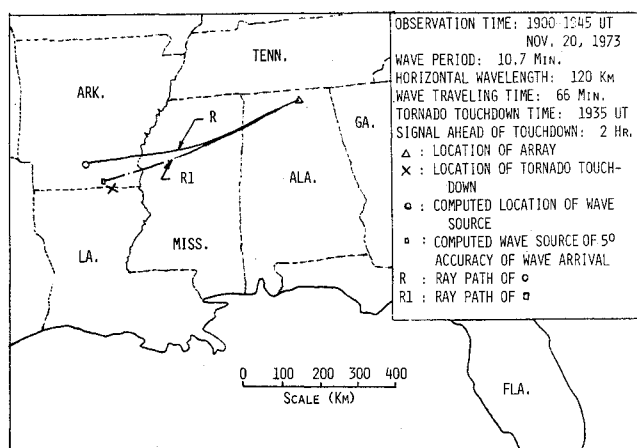 OBSERVATION TIME: 1900-1945 UT
NOV. 20, 1973
WAVE PERIOD: 10.7 MIN.
HORIZONTAL WAVELENGTH: 120 KM
WAVE TRAVELING TIME: 66 MIN.
TORNADO TOUCHDOWN TIME: 1935 UT
SIGNAL AHEAD OF TOUCHDOWN: 2 HR.
△ : LOCATION OF ARRAY
× : LOCATION OF TORNADO TOUCH-
DOWN
○ : COMPUTED LOCATION OF WAVE
SOURCE
□ : COMPUTED WAVE SOURCE OF 5º
ACCURACY OF WAVE ARRIVAL
R : RAY PATH OF ○
R1 : RAY PATH OF □
TENN.
ARK.
R
R1
GA.
ALA.
MISS.
LA.
FLA.
0 100 200 300 400
SCALE (KM)